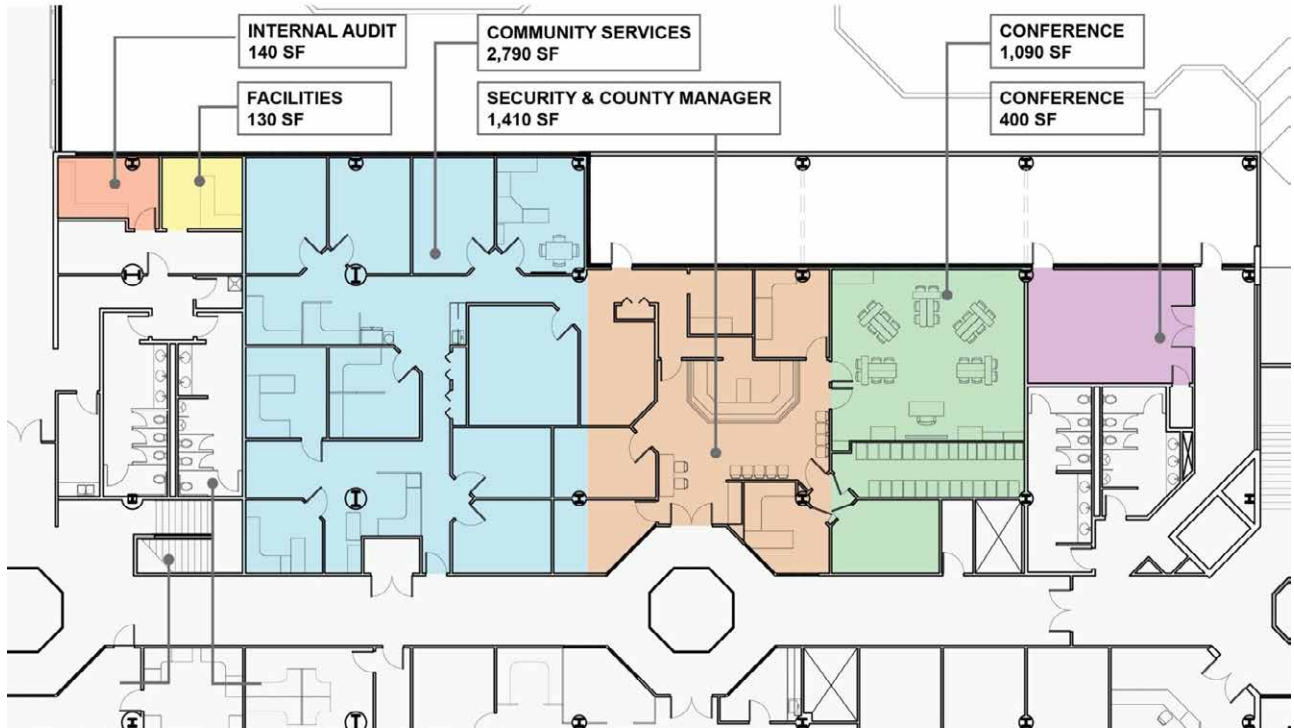 INTERNAL AUDIT
140 SF
COMMUNITY SERVICES
2,790 SF
CONFERENCE
1,090 SF
FACILITIES
130 SF
SECURITY & COUNTY MANAGER
1,410 SF
CONFERENCE
400 SF